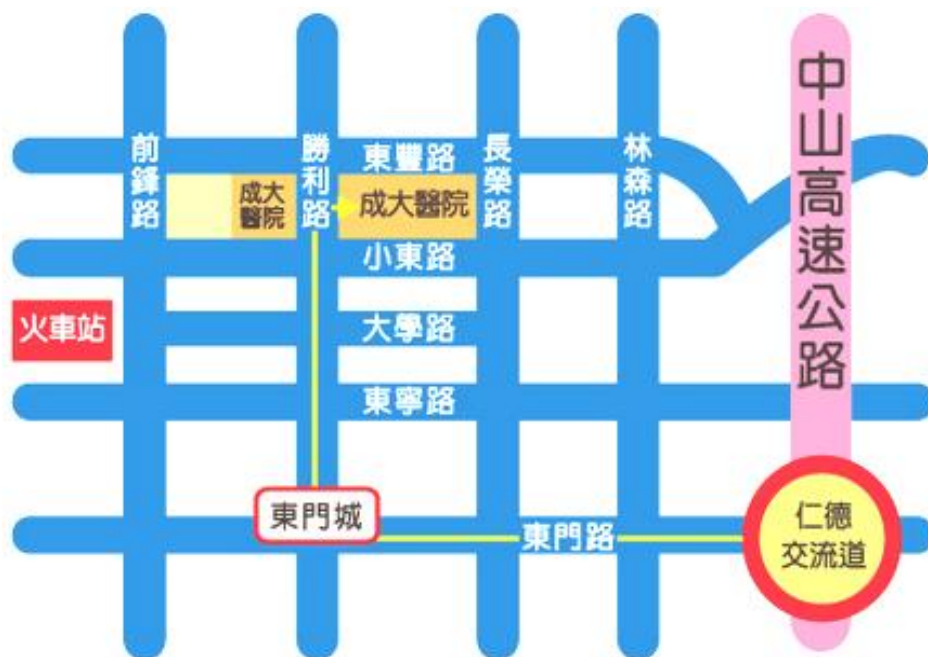 前鋒路
勝利路
東豐路
長榮路
林森路
中山高速公路
成大
醫院
成大醫院
小東路
火車站
大學路
東寧路
東門城
東門路
仁德
交流道